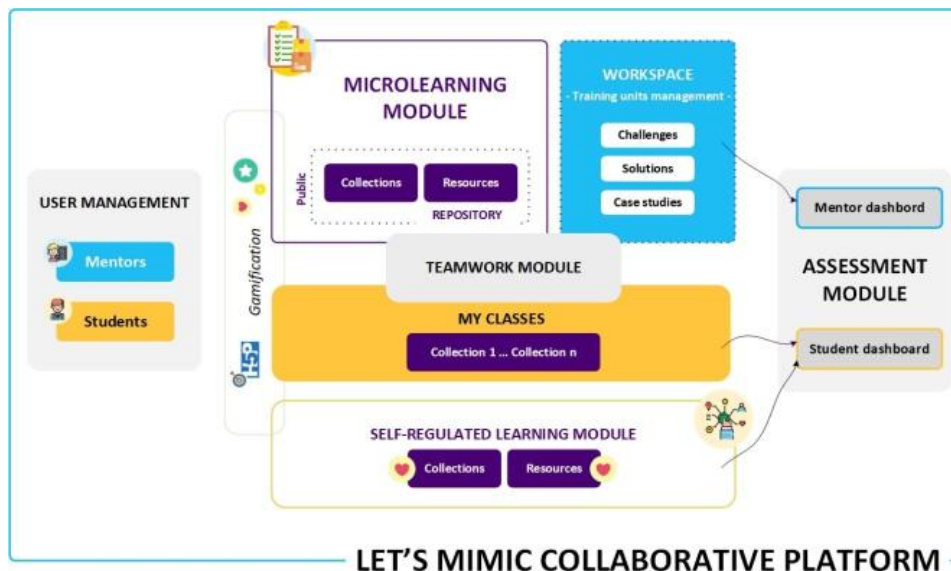 MICROLEARNING
MODULE
Public
Collections
Resources
REPOSITORY
WORKSPACE
- Training units management -
Challenges
Solutions
Case studies
USER MANAGEMENT
Mentors
Students
Gamification
H5P
TEAMWORK MODULE
MY CLASSES
Collection 1 ... Collection n
Mentor dashbord
ASSESSMENT
MODULE
Student dashboard
SELF-REGULATED LEARNING MODULE
Collections
Resources
LET'S MIMIC COLLABORATIVE PLATFORM